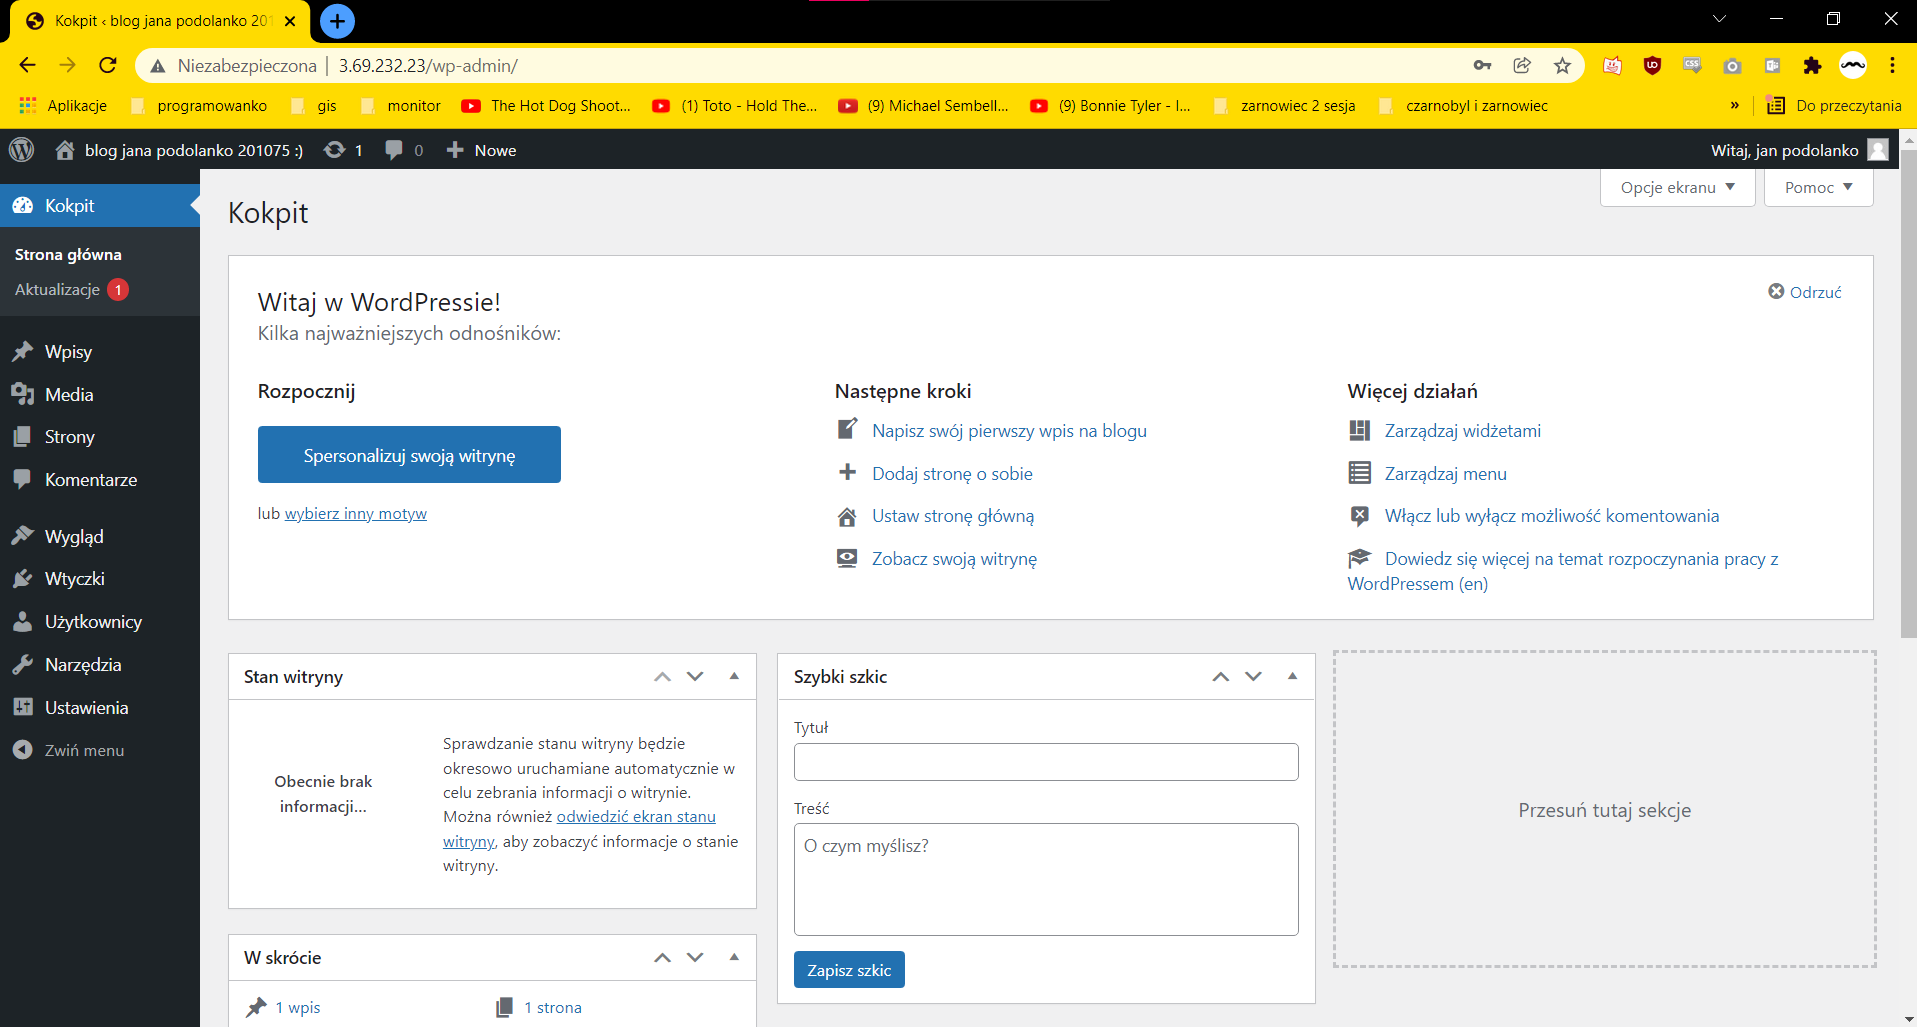 Kokpit ‹ blog jana podolanko 201
Niezabezpieczona
3.69.232.23/wp-admin/
Aplikacje
programowanko
gis
monitor
The Hot Dog Shoot...
(1) Toto - Hold The...
(9) Michael Sembell...
(9) Bonnie Tyler - I...
zarnowiec 2 sesja
czarnobyl i zarnowiec
»
Do przeczytania
blog jana podolanko 201075 :)
1
0
Nowe
Witaj, jan podolanko
Kokpit
Strona główna
Aktualizacje 1
Wpisy
Media
Strony
Komentarze
Wygląd
Wtyczki
Użytkownicy
Narzędzia
Ustawienia
Zwiń menu
Opcje ekranu
Pomoc
Kokpit
Witaj w WordPressie!
Kilka najważniejszych odnośników:
Odrzuć
Rozpocznij
Spersonalizuj swoją witrynę
lub wybierz inny motyw
Następne kroki
Napisz swój pierwszy wpis na blogu
Dodaj stronę o sobie
Ustaw stronę główną
Zobacz swoją witrynę
Więcej działań
Zarządzaj widżetami
Zarządzaj menu
Włącz lub wyłącz możliwość komentowania
Dowiedz się więcej na temat rozpoczynania pracy z
WordPressem (en)
Stan witryny
Obecnie brak
informacji...
Sprawdzanie stanu witryny będzie
okresowo uruchamiane automatycznie w
celu zebrania informacji o witrynie.
Można również odwiedzić ekran stanu
witryny, aby zobaczyć informacje o stanie
witryny.
W skrócie
1 wpis
1 strona
Szybki szkic
Tytuł
Treść
O czym myślisz?
Zapisz szkic
Przesuń tutaj sekcje